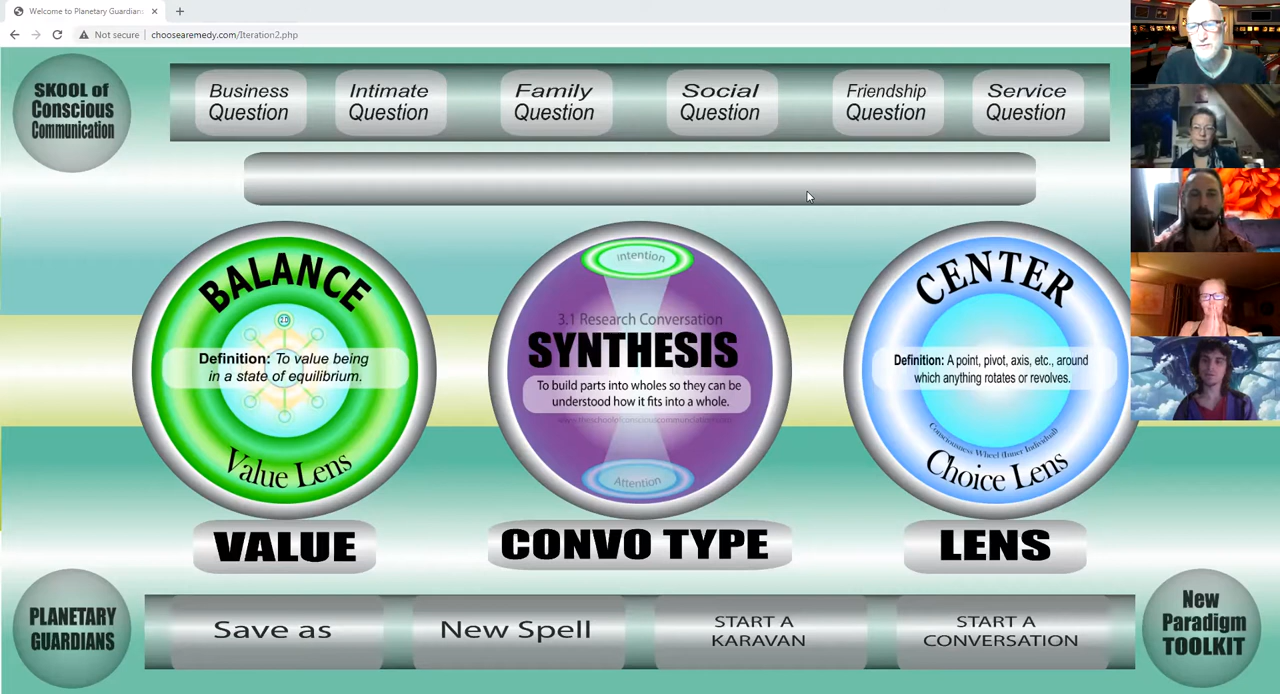 Welcome to Planetary Guardian
Not secure
choosearemedy.com/Iteration2.php
SKOOL of
Conscious
Communication
Business
Question
Intimate
Question
Family
Question
Social
Question
Friendship
Question
Service
Question
BALANCE
2.0
Definition: To value being
in a state of equilibrium.
Value Lens
Intention
3.1 Research Conversation
SYNTHESIS
To build parts into wholes so they can be
understood how it fits into a whole.
Attention
CENTER
Definition: A point, pivot, axis, etc., around
which anything rotates or revolves.
Consciousness Wheel (Inner Individual)
Choice Lens
VALUE
CONVO TYPE
LENS
PLANETARY
GUARDIANS
Save as
New Spell
START A
KARAVAN
START A
CONVERSATION
New
Paradigm
TOOLKIT